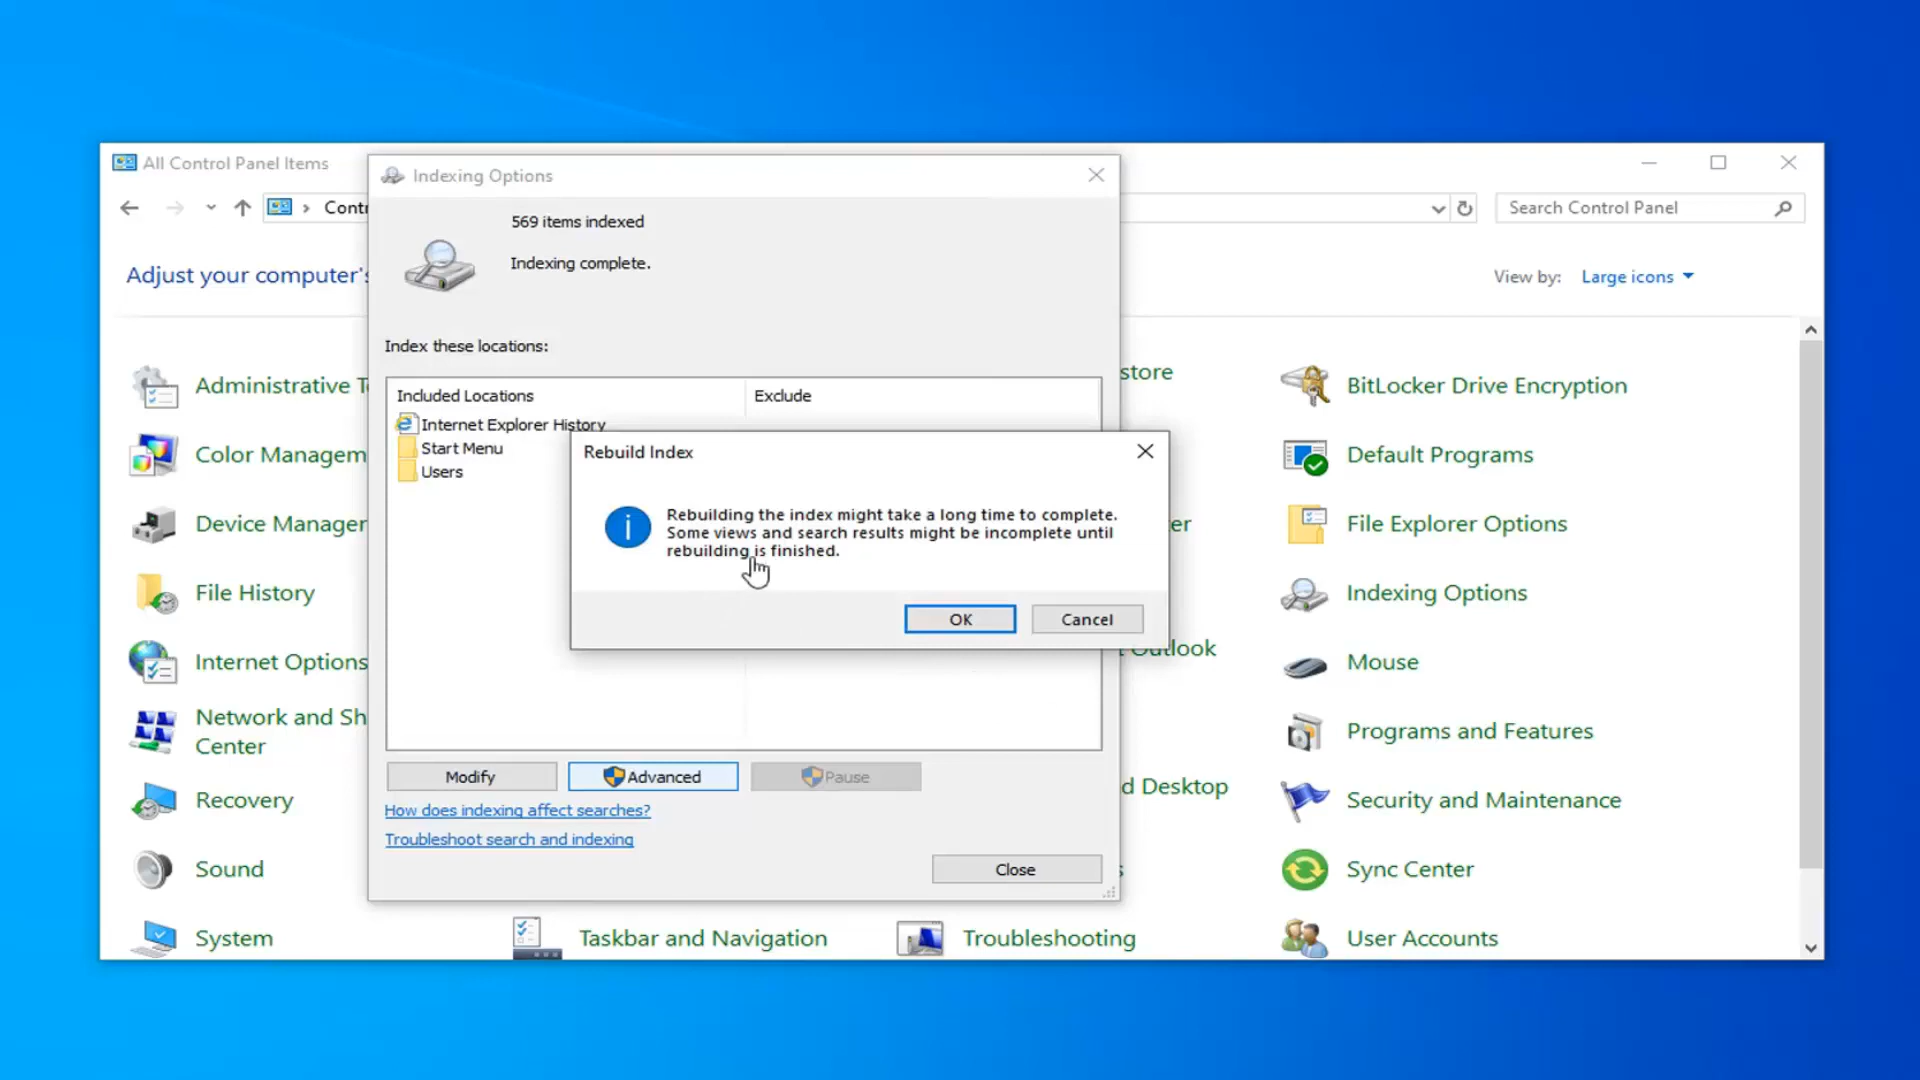 All Control Panel Items
Contr
Search Control Panel
Adjust your computer's
View by: Large icons
Administrative T
Color Managem
Device Manager
File History
Internet Options
Network and Sh
Center
Recovery
Sound
System
Indexing Options
569 items indexed
Indexing complete.
Index these locations:
Included Locations
Exclude
Internet Explorer History
Start Menu
Users
Rebuild Index
Rebuilding the index might take a long time to complete.
Some views and search results might be incomplete until
rebuilding is finished.
OK
Cancel
Modify
Advanced
Pause
How does indexing affect searches?
Troubleshoot search and indexing
Close
Taskbar and Navigation
store
er
t Outlook
d Desktop
s
Troubleshooting
BitLocker Drive Encryption
Default Programs
File Explorer Options
Indexing Options
Mouse
Programs and Features
Security and Maintenance
Sync Center
User Accounts